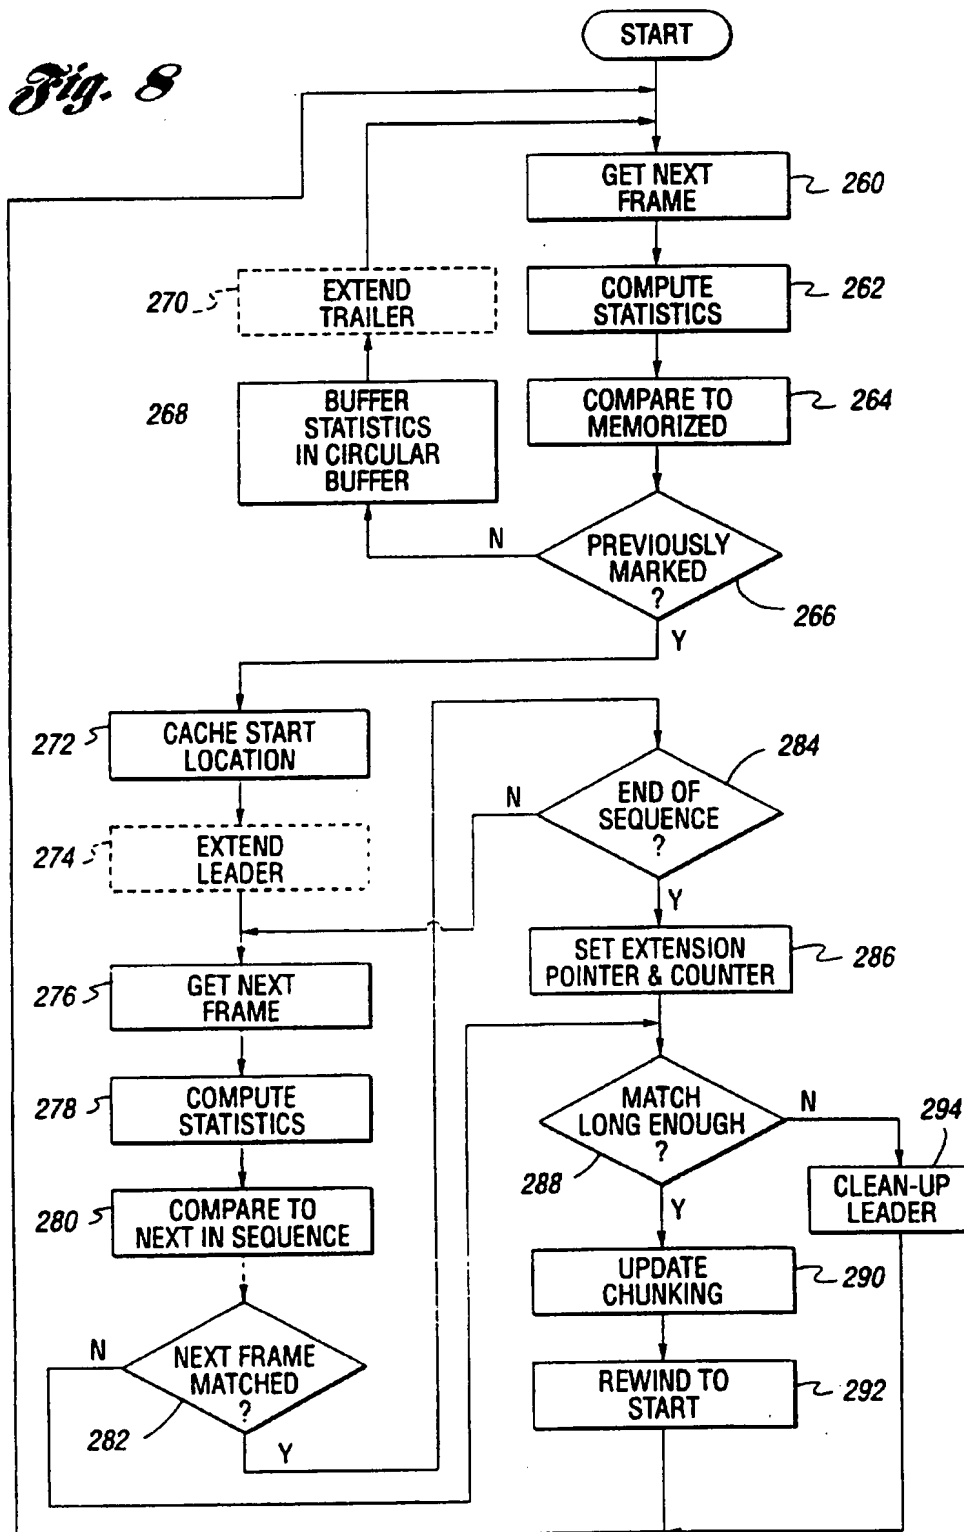 Fig. 8
START
GET NEXT
FRAME
260
COMPUTE
STATISTICS
262
COMPARE TO
MEMORIZED
264
PREVIOUSLY
MARKED
?
266
N
Y
270
EXTEND
TRAILER
268
BUFFER
STATISTICS
IN CIRCULAR
BUFFER
272
CACHE START
LOCATION
274
EXTEND
LEADER
276
GET NEXT
FRAME
278
COMPUTE
STATISTICS
280
COMPARE TO
NEXT IN SEQUENCE
N
NEXT FRAME
MATCHED
?
282
Y
284
N
END OF
SEQUENCE
?
Y
SET EXTENSION
POINTER & COUNTER
286
MATCH
LONG ENOUGH
?
N
288
Y
294
CLEAN-UP
LEADER
UPDATE
CHUNKING
290
REWIND TO
START
292